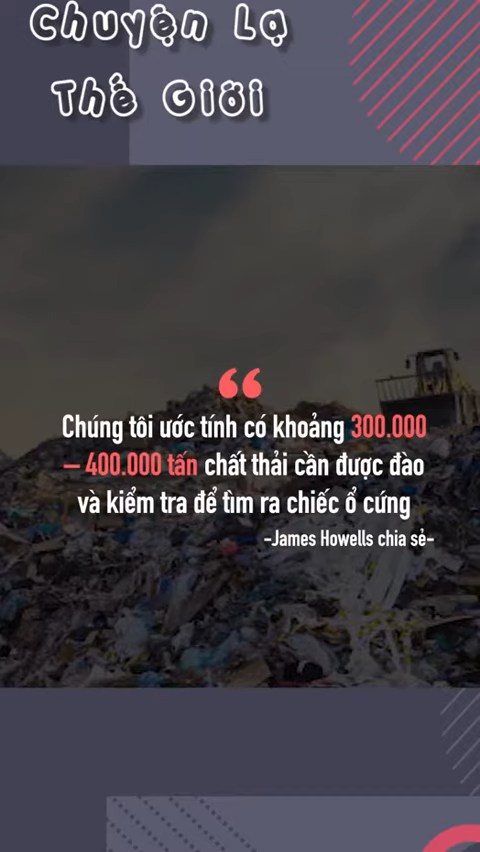 Chuyện Lạ
Thế Giới
“
Chúng tôi ước tính có khoảng 300.000
– 400.000 tấn chất thải cần được đào
và kiểm tra để tìm ra chiếc ổ cứng
-James Howells chia sẻ-